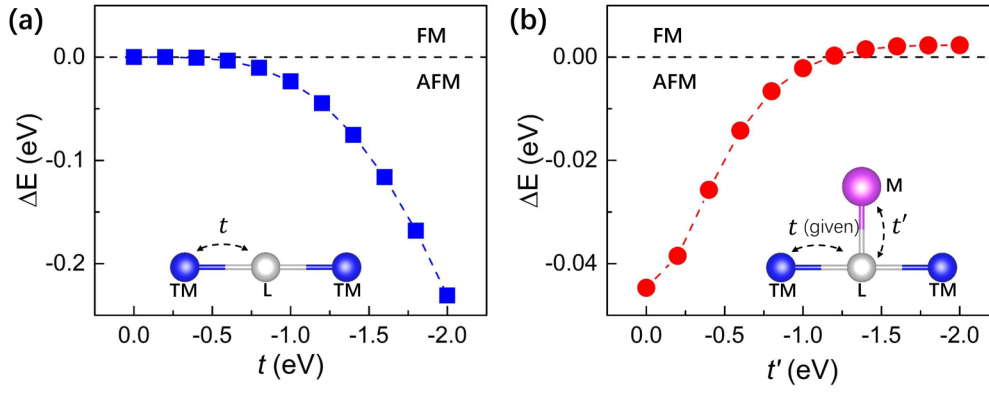 (a)
0.0
-0.1
-0.2
ΔE (eV)
FM
AFM
t
TM
L
TM
0.0
-0.5
-1.0
-1.5
-2.0
t (eV)
(b)
0.00
-0.02
-0.04
ΔE (eV)
FM
AFM
M
t (given)
t′
TM
L
TM
0.0
-0.5
-1.0
-1.5
-2.0
t′ (eV)